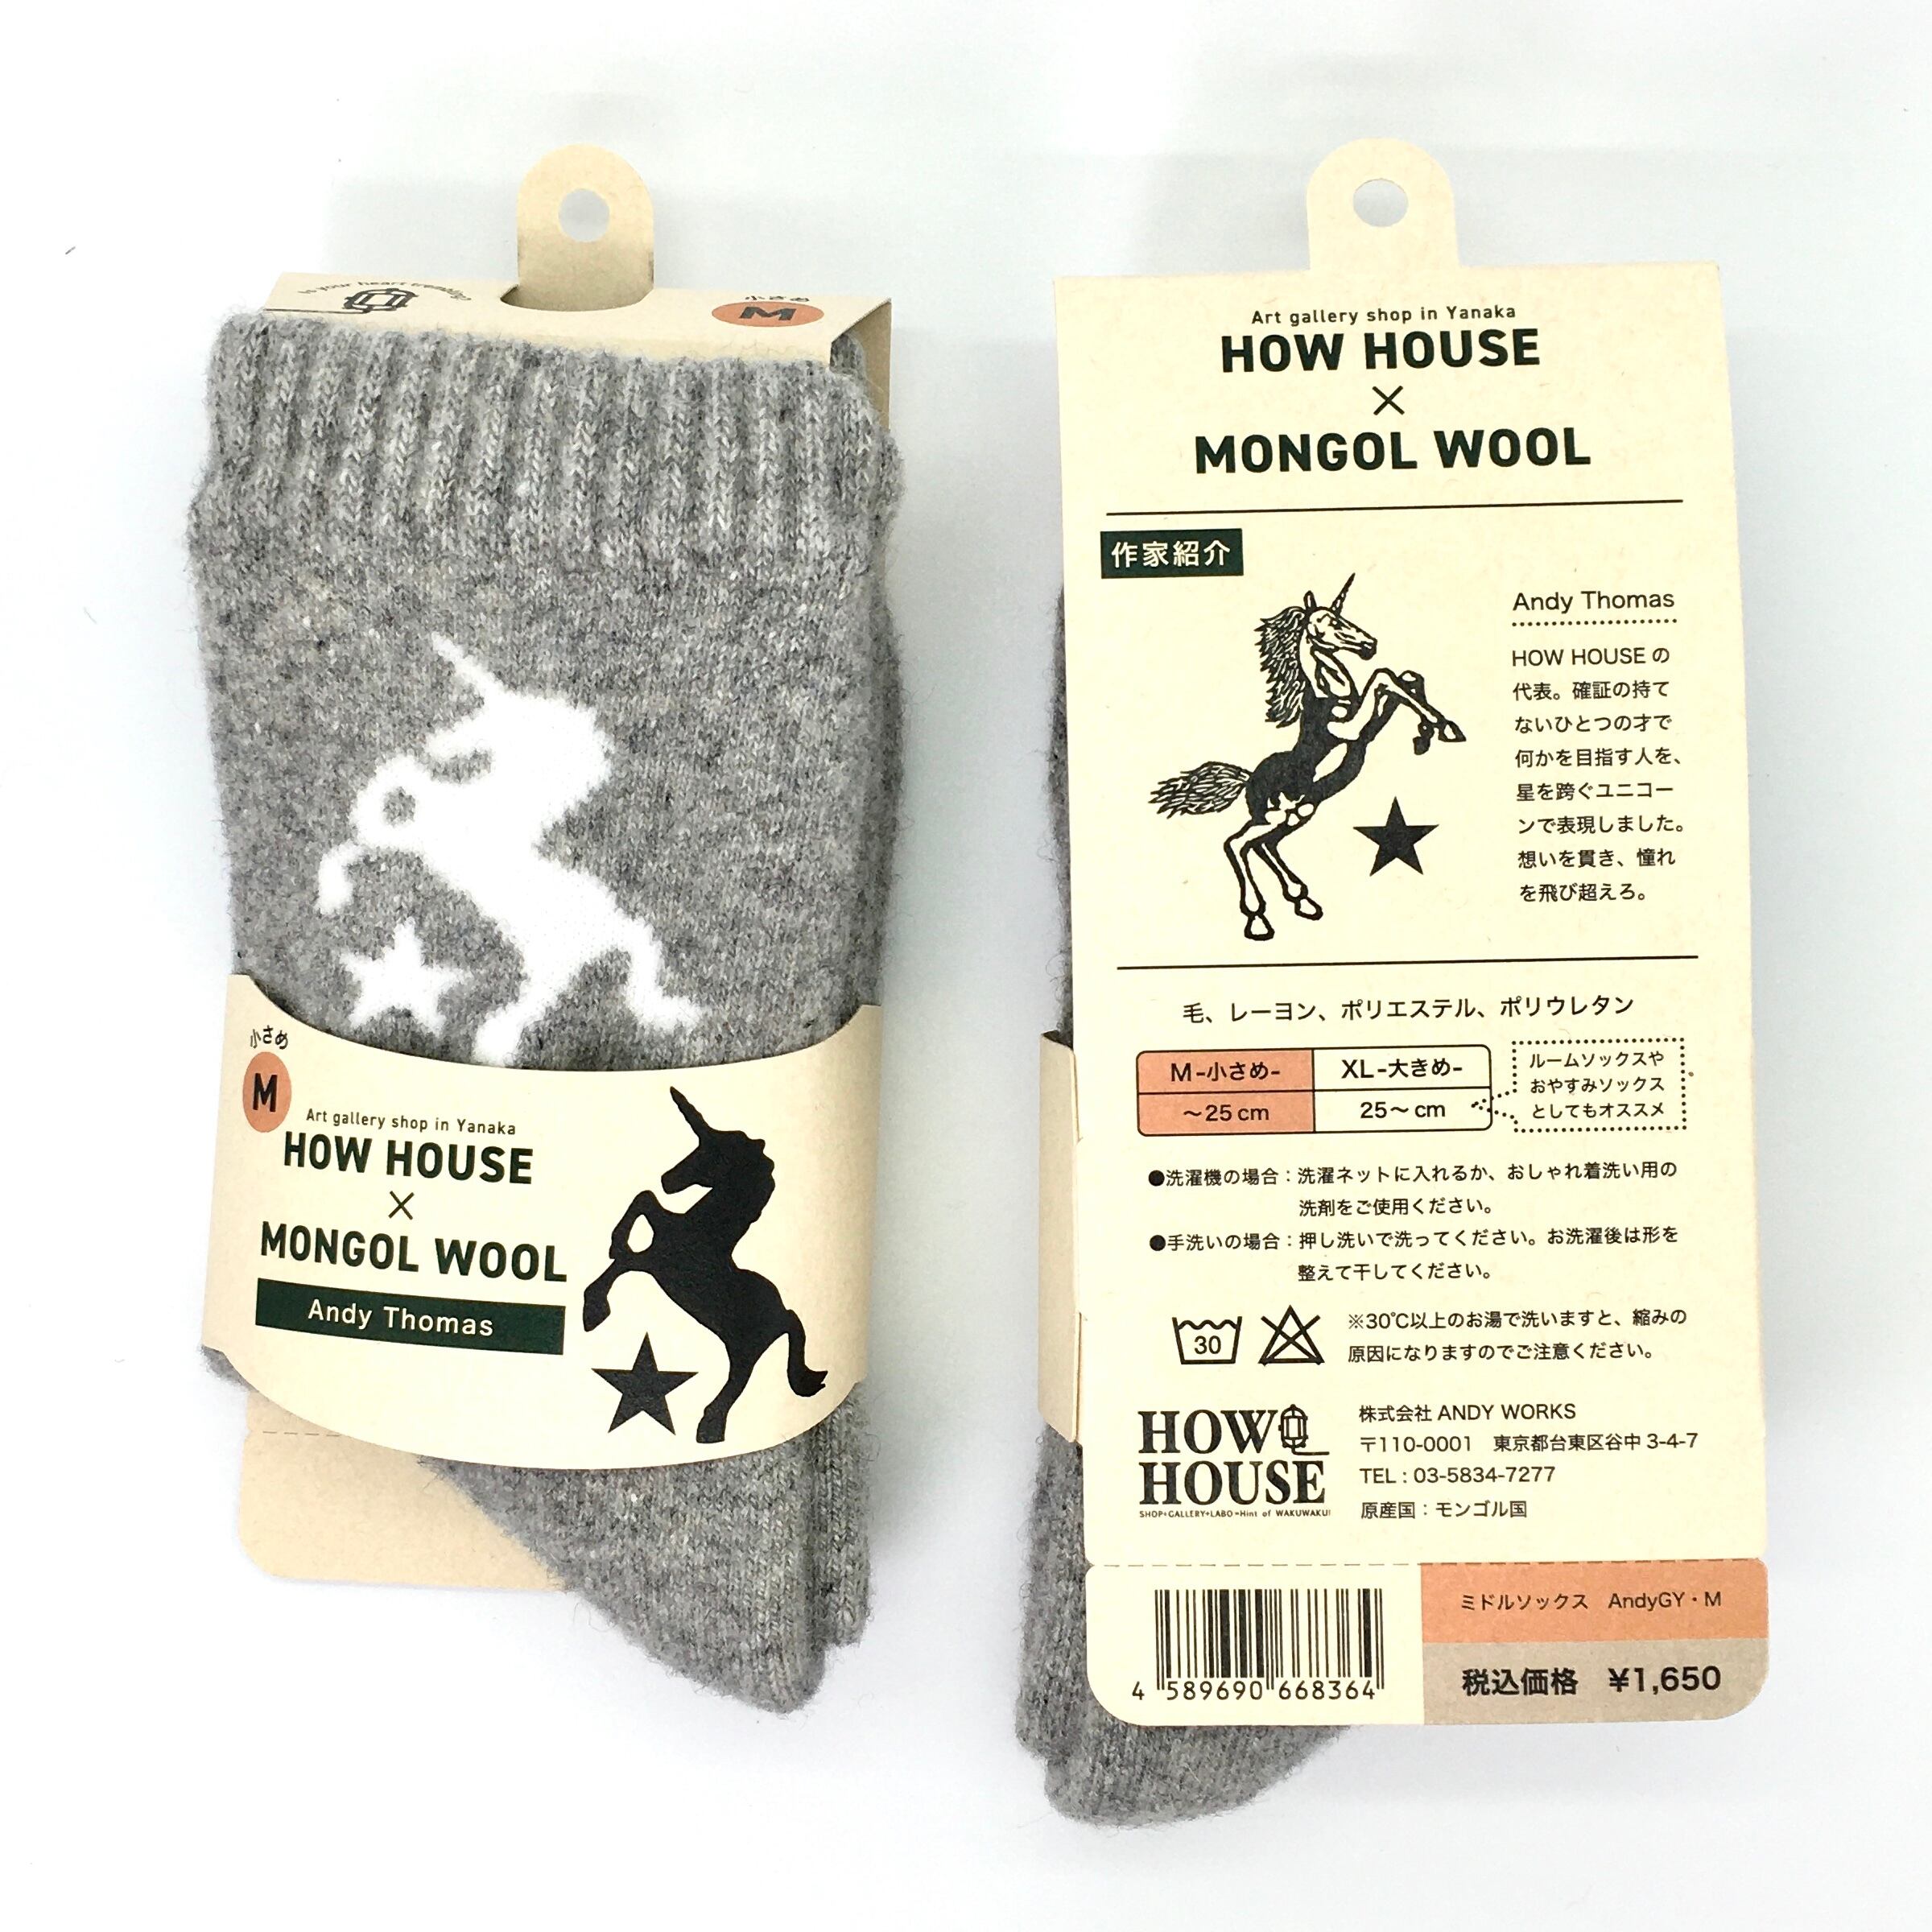 Is your heart trembling?
小さめ
M
小さめ
M
Art gallery shop in Yanaka
HOW HOUSE
×
MONGOL WOOL
Andy Thomas
Art gallery shop in Yanaka
HOW HOUSE
×
MONGOL WOOL
作家紹介
Andy Thomas
HOW HOUSE の
代表。確証の持て
ないひとつの才で
何かを目指す人を、
星を跨ぐユニコー
ンで表現しました。
想いを貫き、憧れ
を飛び超えろ。
毛、レーヨン、ポリエステル、ポリウレタン
M-小さめ- XL-大きめ-
～25 cm 25～ cm
ルームソックスや
おやすみソックス
としてもオススメ
●洗濯機の場合：洗濯ネットに入れるか、おしゃれ着洗い用の
洗剤をご使用ください。
●手洗いの場合：押し洗いで洗ってください。お洗濯後は形を
整えて干してください。
30
※30℃以上のお湯で洗いますと、縮みの
原因になりますのでご注意ください。
HOW
HOUSE
SHOP+GALLERY+LABO=Hint of WAKUWAKU!
株式会社 ANDY WORKS
〒110-0001 東京都台東区谷中 3-4-7
TEL : 03-5834-7277
原産国：モンゴル国
4 589690 668364
ミドルソックス AndyGY・M
税込価格 ¥1,650